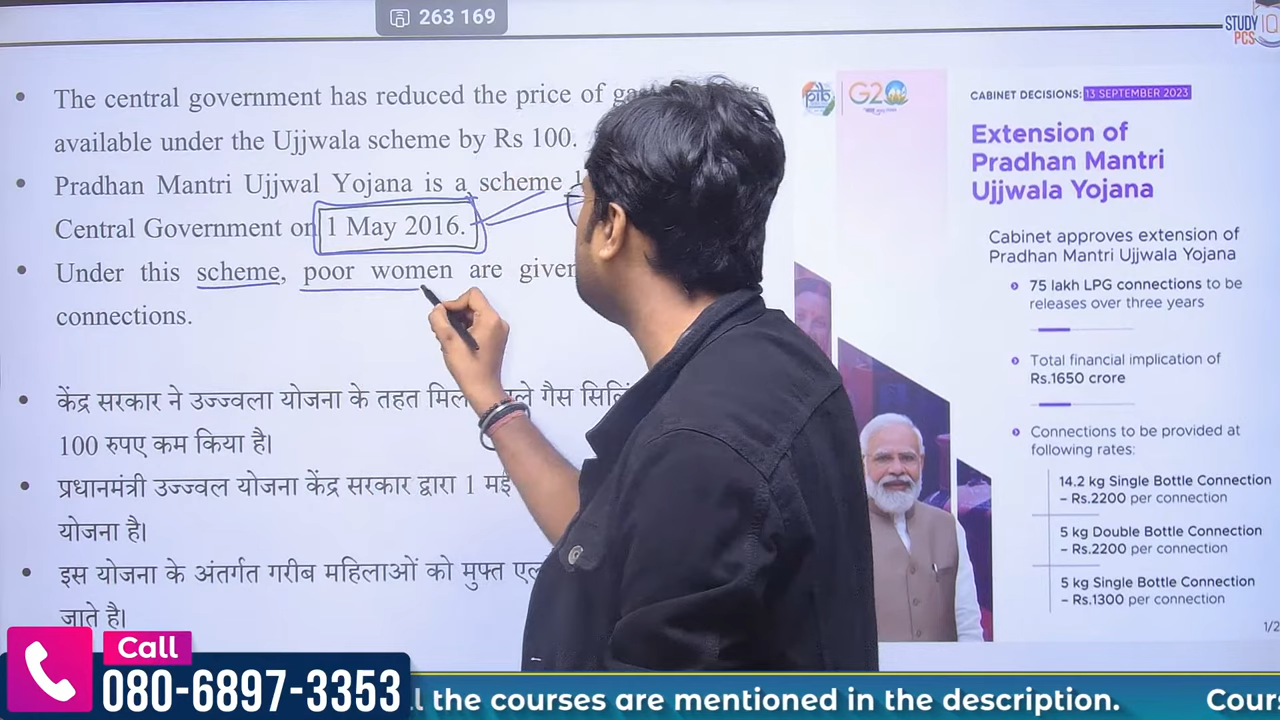 263 169
STUDY IQ
PCS
The central government has reduced the price of
available under the Ujjwala scheme by Rs 100.
Pradhan Mantri Ujjwal Yojana is a scheme
Central Government on 1 May 2016.
Under this scheme, poor women are given
connections.
केंद्र सरकार ने उज्ज्वला योजना के तहत गैस
100 रुपए कम किया है।
प्रधानमंत्री उज्ज्वल योजना केंद्र सरकार द्वारा 1 मई
योजना है।
इस योजना के अंतर्गत गरीब महिलाओं को मुफ्त
जाते है।
pib
G20
CABINET DECISIONS: 13 SEPTEMBER 2023
Extension of
Pradhan Mantri
Ujjwala Yojana
Cabinet approves extension of
Pradhan Mantri Ujjwala Yojana
75 lakh LPG connections to be
releases over three years
Total financial implication of
Rs.1650 crore
Connections to be provided at
following rates:
14.2 kg Single Bottle Connection
– Rs.2200 per connection
5 kg Double Bottle Connection
– Rs.2200 per connection
5 kg Single Bottle Connection
– Rs.1300 per connection
1/2
Call
080-6897-3353
the courses are mentioned in the description.